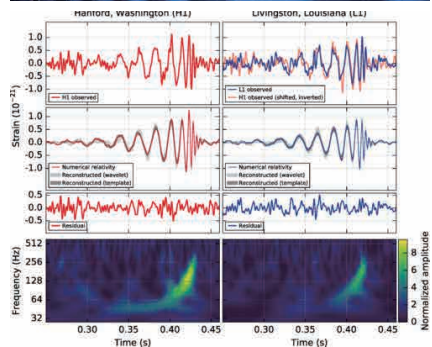 Hanford, Washington (H1)
Livingston, Louisiana (L1)
1.0
0.5
0.0
-0.5
-1.0
H1 observed
L1 observed
H1 observed (shifted, inverted)
Strain (10⁻²¹)
1.0
0.5
0.0
-0.5
-1.0
Numerical relativity
Reconstructed (wavelet)
Reconstructed (template)
Numerical relativity
Reconstructed (wavelet)
Reconstructed (template)
0.5
0.0
-0.5
Residual
Residual
Frequency (Hz)
512
256
128
64
32
0.30
0.35
0.40
0.45
Time (s)
0.30
0.35
0.40
0.45
Time (s)
8
6
4
2
0
Normalized amplitude